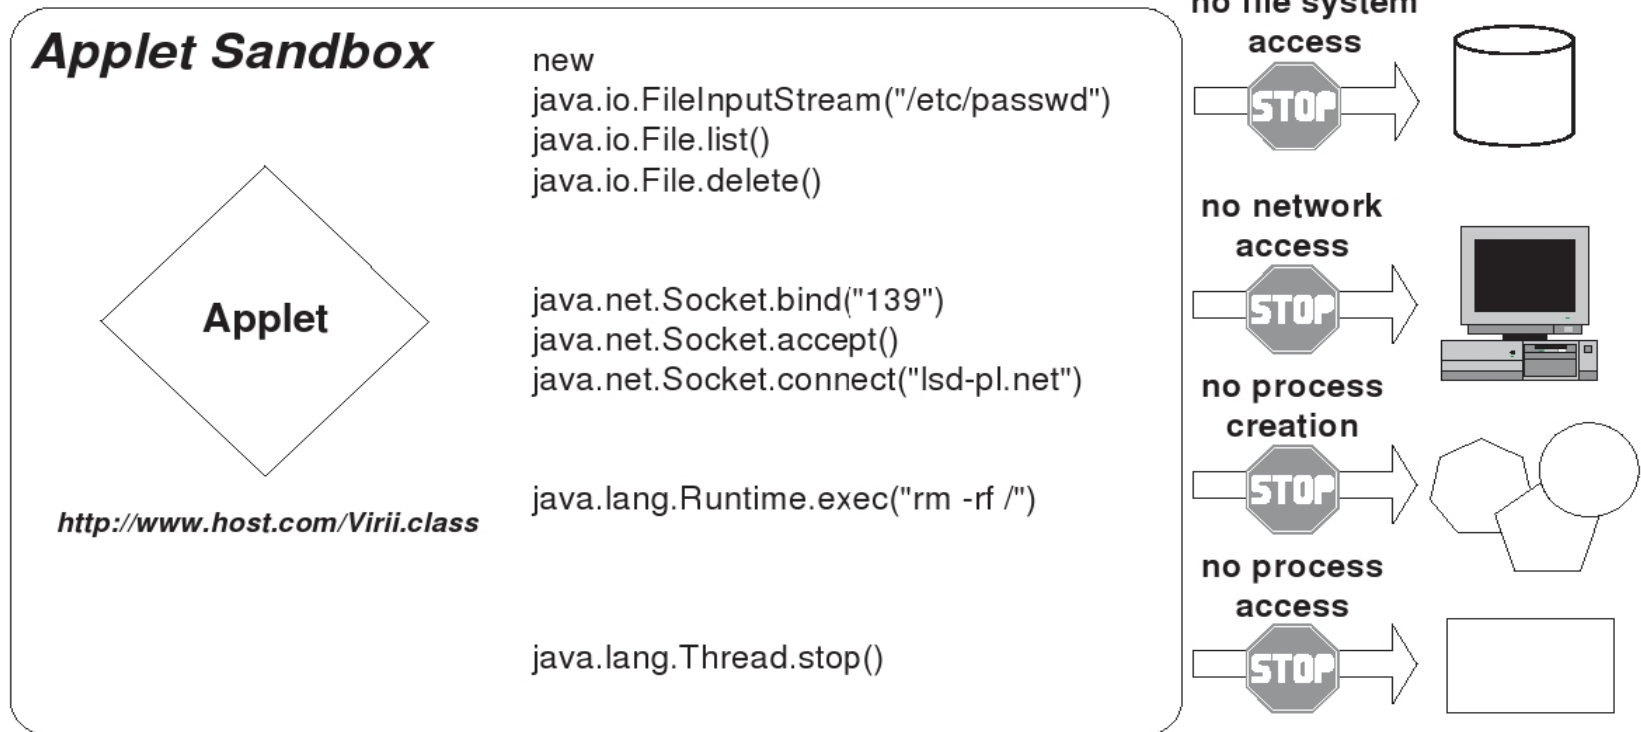 Applet Sandbox
new
java.io.FileInputStream("/etc/passwd")
java.io.File.list()
java.io.File.delete()
java.net.Socket.bind("139")
java.net.Socket.accept()
java.net.Socket.connect("lsd-pl.net")
java.lang.Runtime.exec("rm -rf /")
java.lang.Thread.stop()
Applet
http://www.host.com/Virii.class
no file system
access
STOP
no network
access
STOP
no process
creation
STOP
no process
access
STOP